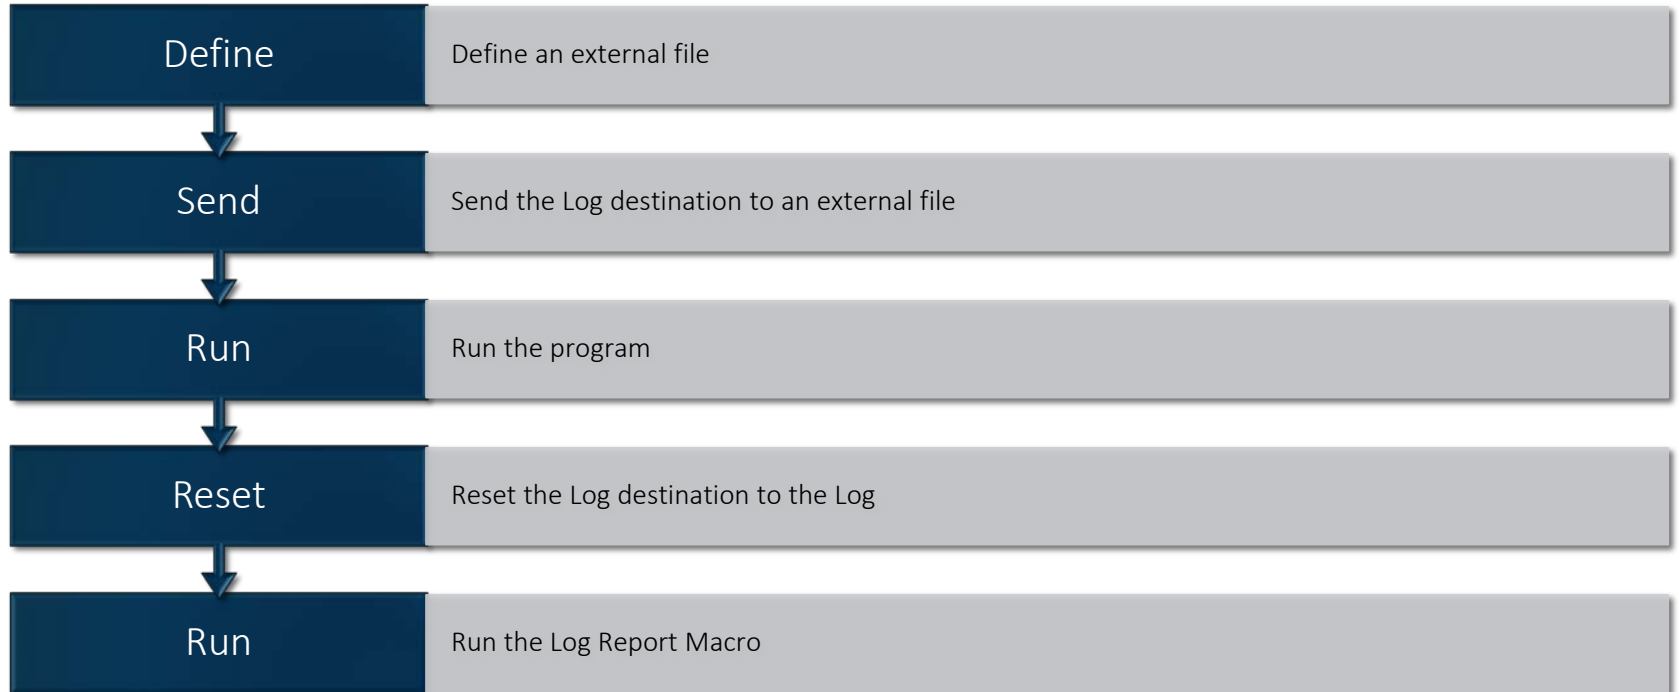 Define
Define an external file
Send
Send the Log destination to an external file
Run
Run the program
Reset
Reset the Log destination to the Log
Run
Run the Log Report Macro